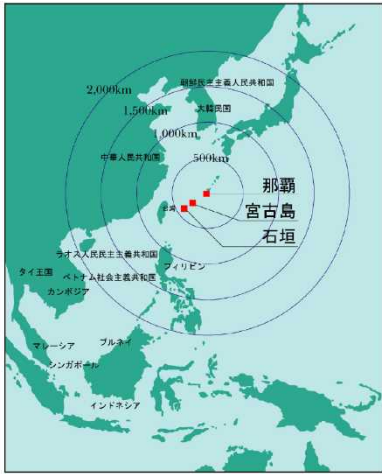 朝鮮民主主義人民共和国
2,000km
1,500km
大韓民国
1,000km
中華人民共和国
500km
那覇
宮古島
台湾
石垣
ラオス人民民主主義共和国
フィリピン
タイ王国
ベトナム社会主義共和国
カンボジア
マレーシア
ブルネイ
シンガポール
インドネシア